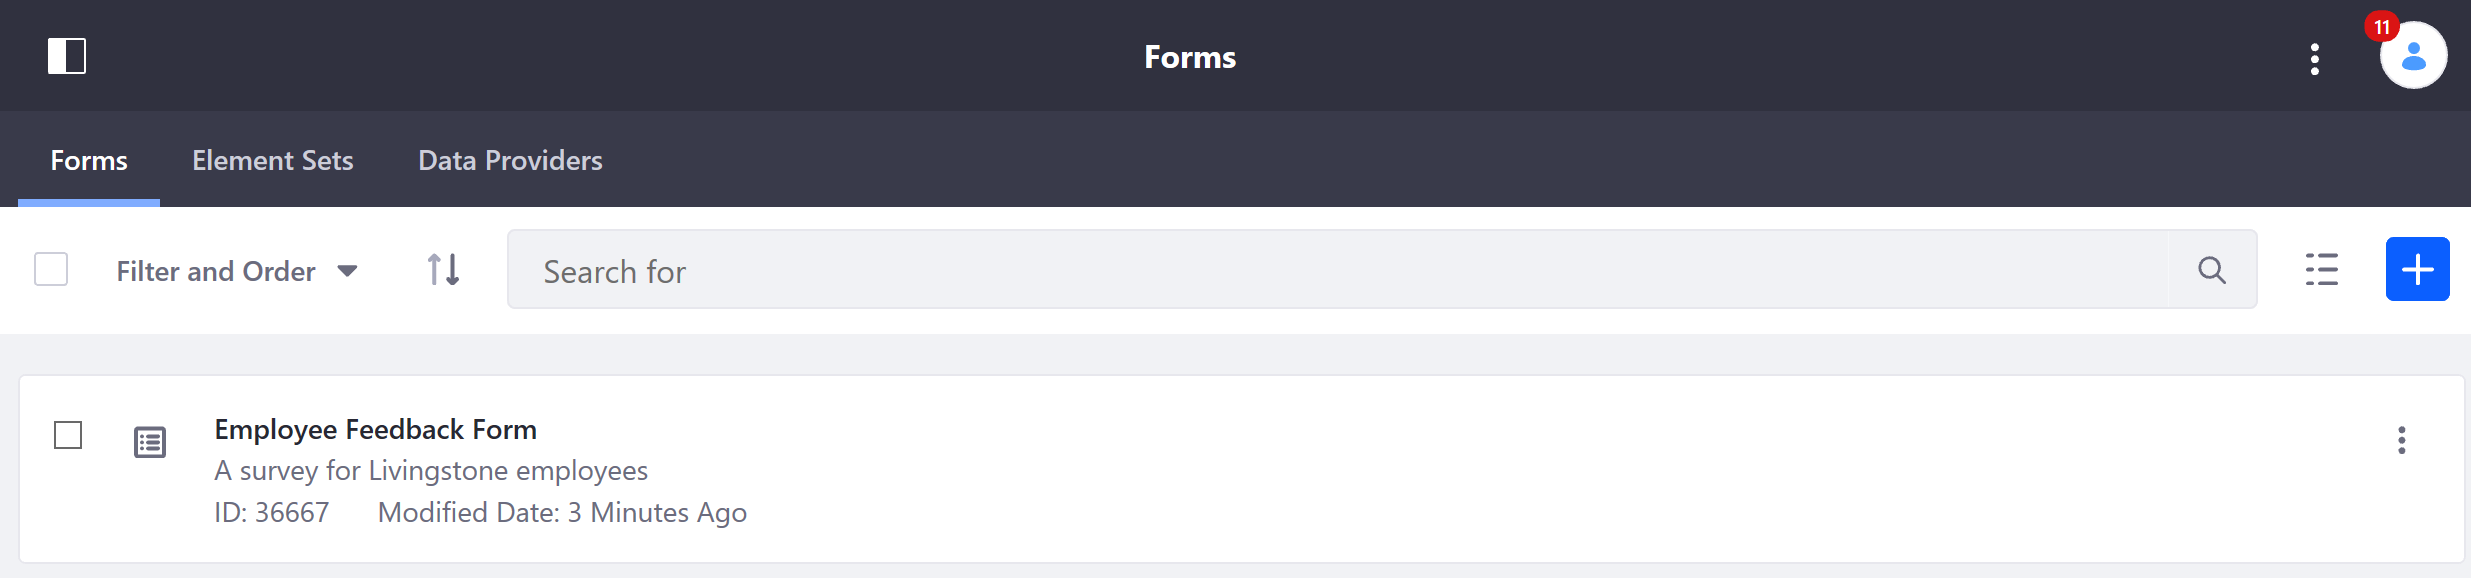 Forms
11
Forms Element Sets Data Providers
Filter and Order Search for
Employee Feedback Form
A survey for Livingstone employees
ID: 36667 Modified Date: 3 Minutes Ago